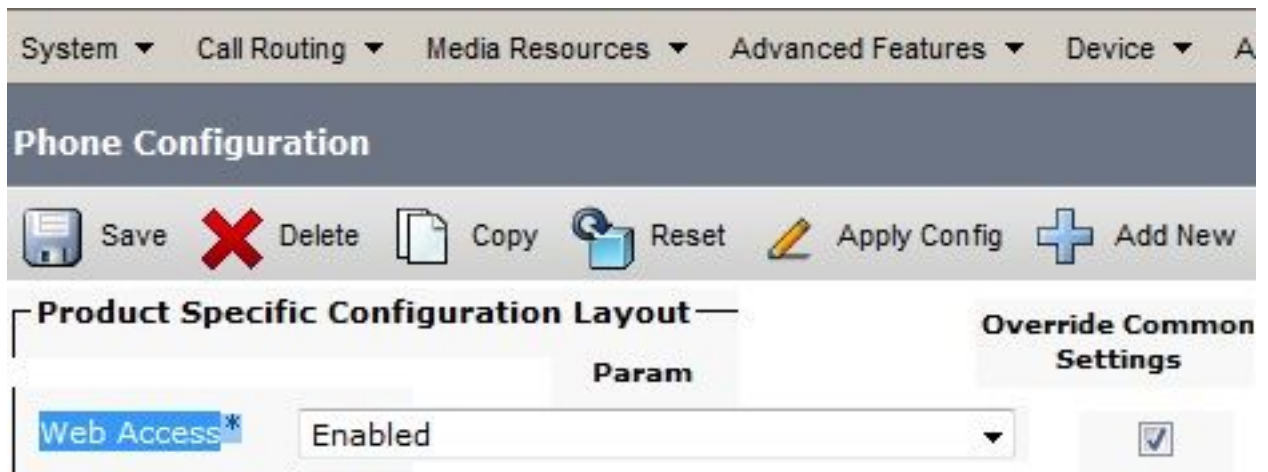 System Call Routing Media Resources Advanced Features Device A
Phone Configuration
Save Delete Copy Reset Apply Config Add New
Product Specific Configuration Layout
Override Common
Settings
Param
Web Access* Enabled